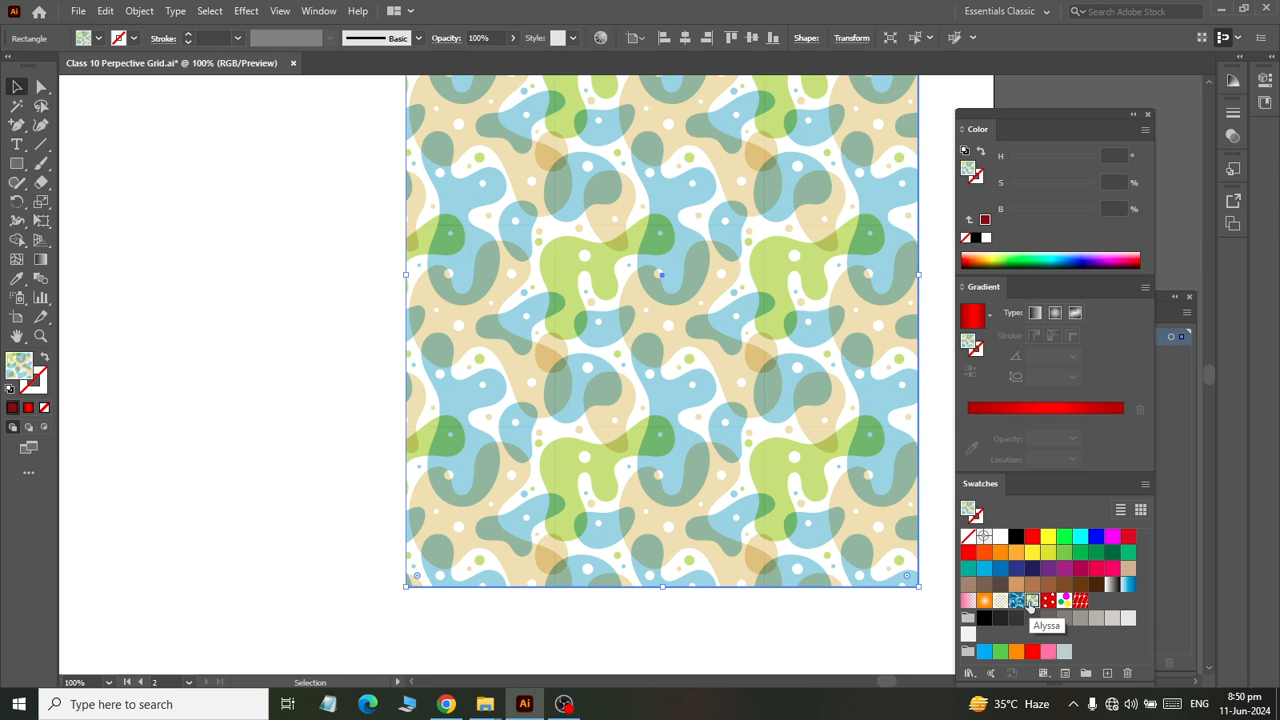 Ai File Edit Object Type Select Effect View Window Help Essentials Classic Search Adobe Stock
Rectangle Stroke: Basic Opacity: 100% Style: Shape: Transform
Class 10 Perpective Grid.ai* @ 100% (RGB/Preview)
Color
H °
S %
B %
Gradient
Type:
Stroke:
Opacity:
Location:
Swatches
Alyssa
100% 2 Selection
Type here to search Ai 35°C Haze ENG 8:50 pm
11-Jun-2024